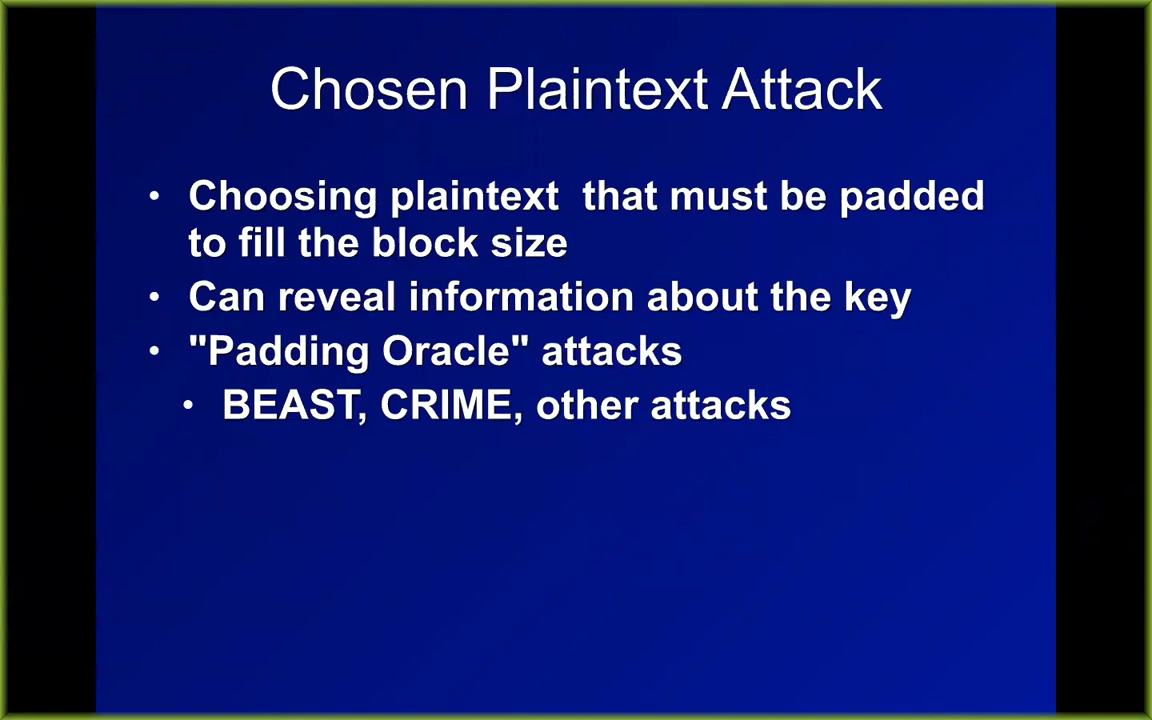 Chosen Plaintext Attack
• Choosing plaintext  that must be padded
to fill the block size
• Can reveal information about the key
• "Padding Oracle" attacks
• BEAST, CRIME, other attacks